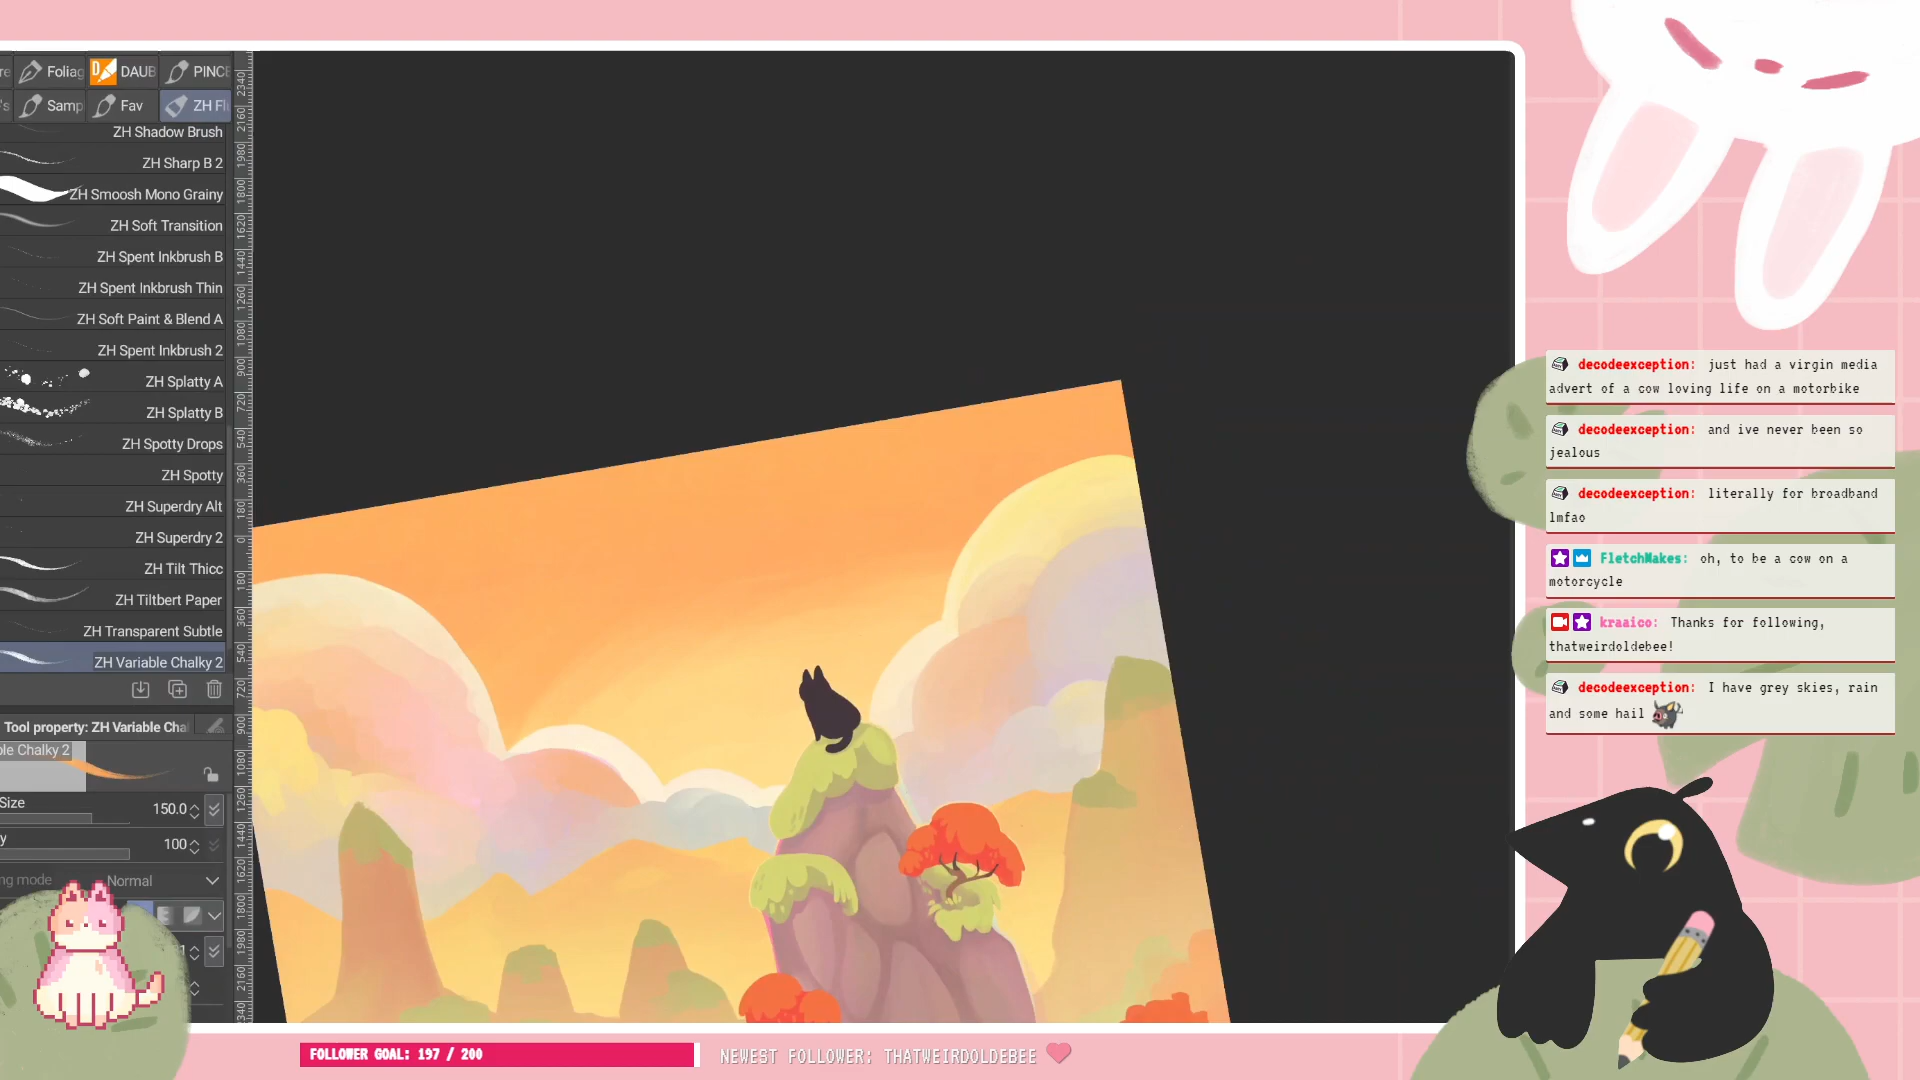 Foliag
DAUB
PINCE
Samp
Fav
ZH Fl
ZH Shadow Brush
ZH Sharp B 2
ZH Smoosh Mono Grainy
ZH Soft Transition
ZH Spent Inkbrush B
ZH Spent Inkbrush Thin
ZH Soft Paint & Blend A
ZH Spent Inkbrush 2
ZH Splatty A
ZH Splatty B
ZH Spotty Drops
ZH Spotty
ZH Superdry Alt
ZH Superdry 2
ZH Tilt Thicc
ZH Tiltbert Paper
ZH Transparent Subtle
ZH Variable Chalky 2
Tool property: ZH Variable Cha
ble Chalky 2
Size 150.0
y 100
ng mode Normal
decodeexception: just had a virgin media
advert of a cow loving life on a motorbike
decodeexception: and ive never been so
jealous
decodeexception: literally for broadband
lmfao
FletchMakes: oh, to be a cow on a
motorcycle
kraaico: Thanks for following,
thatweirdoldebee!
decodeexception: I have grey skies, rain
and some hail
FOLLOWER GOAL: 197 / 200
NEWEST FOLLOWER: THATWEIRDOLDEBEE